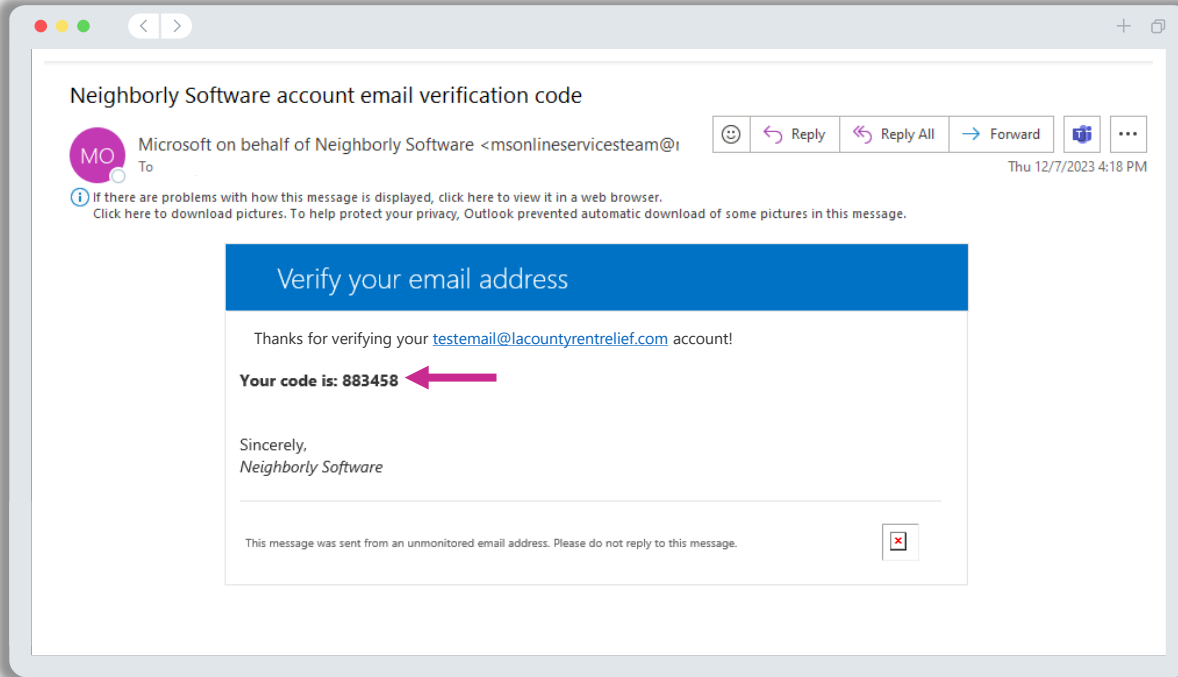 Neighborly Software account email verification code
MO
Microsoft on behalf of Neighborly Software <msonlineservicesteam@
To
Reply
Reply All
Forward
Thu 12/7/2023 4:18 PM
If there are problems with how this message is displayed, click here to view it in a web browser.
Click here to download pictures. To help protect your privacy, Outlook prevented automatic download of some pictures in this message.
Verify your email address
Thanks for verifying your testemail@lacountyrentrelief.com account!
Your code is: 883458
Sincerely,
Neighborly Software
This message was sent from an unmonitored email address. Please do not reply to this message.